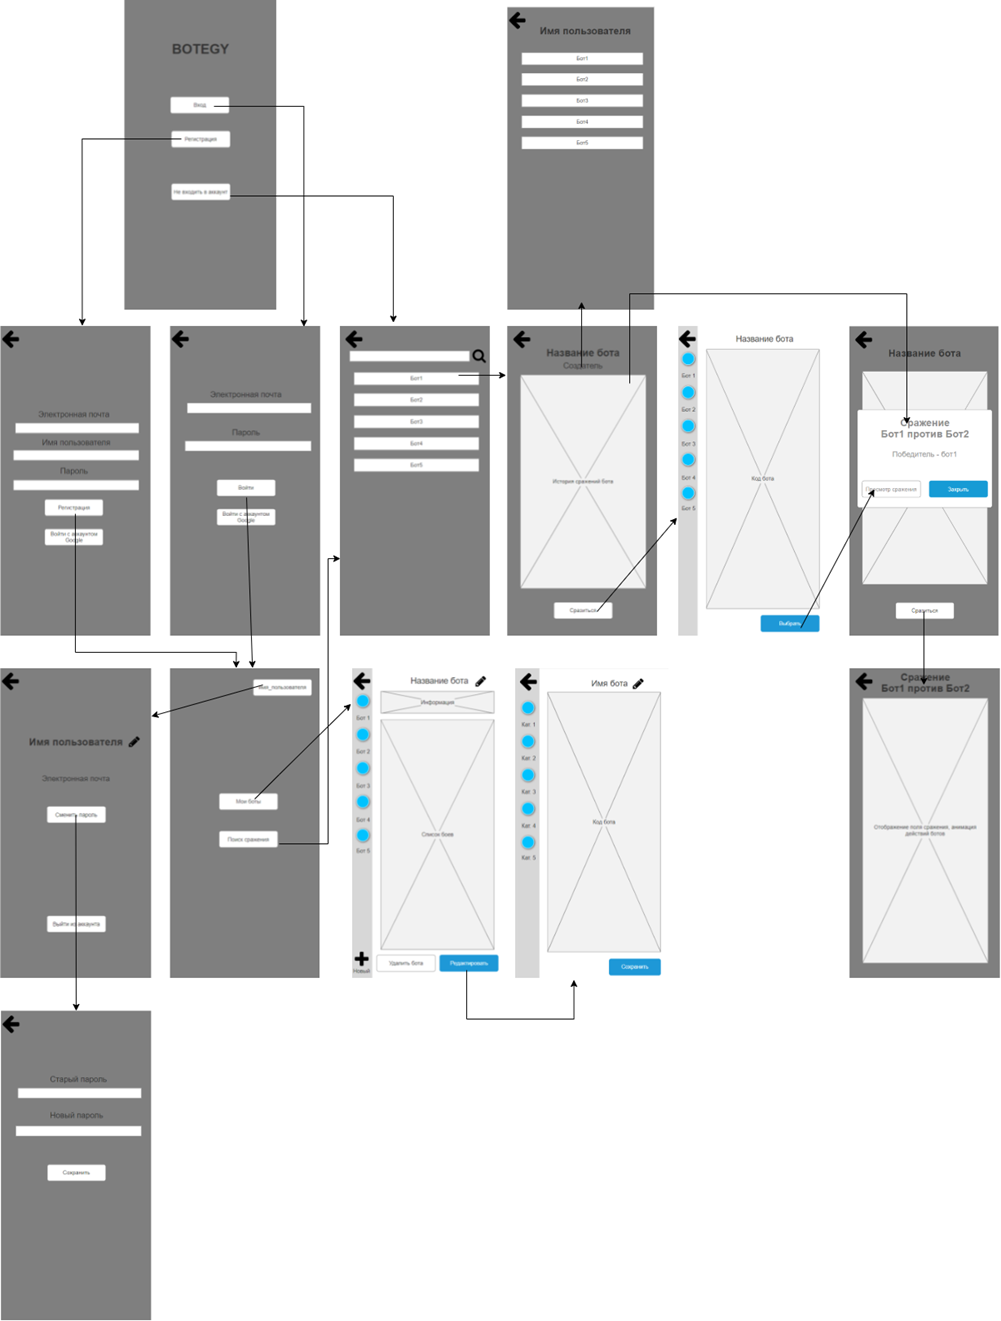 BOTEGY
Вход
Регистрация
Не входить в аккаунт
Имя пользователя
Бот1
Бот2
Бот3
Бот4
Бот5
Электронная почта
Имя пользователя
Пароль
Регистрация
Войти с аккаунтом
Google
Электронная почта
Пароль
Войти
Войти с аккаунтом
Google
Бот1
Бот2
Бот3
Бот4
Бот5
Название бота
Создатель
История сражений бота
Сразиться
Название бота
Бот 1
Бот 2
Бот 3
Бот 4
Бот 5
Код бота
Выбрать
Название бота
Сражение
Бот1 против Бот2
Победитель - бот1
Просмотр сражения
Закрыть
Сразиться
Имя пользователя
Электронная почта
Сменить пароль
Выйти из аккаунта
Имя_пользователя
Мои боты
Поиск сражения
Название бота
Информация
Бот 1
Бот 2
Бот 3
Бот 4
Бот 5
Список боев
Новый
Удалить бота
Редактировать
Имя бота
Кат. 1
Кат. 2
Кат. 3
Кат. 4
Кат. 5
Код бота
Сохранить
Сражение
Бот1 против Бот2
Отображение поля сражения, анимация
действий ботов
Старый пароль
Новый пароль
Сохранить